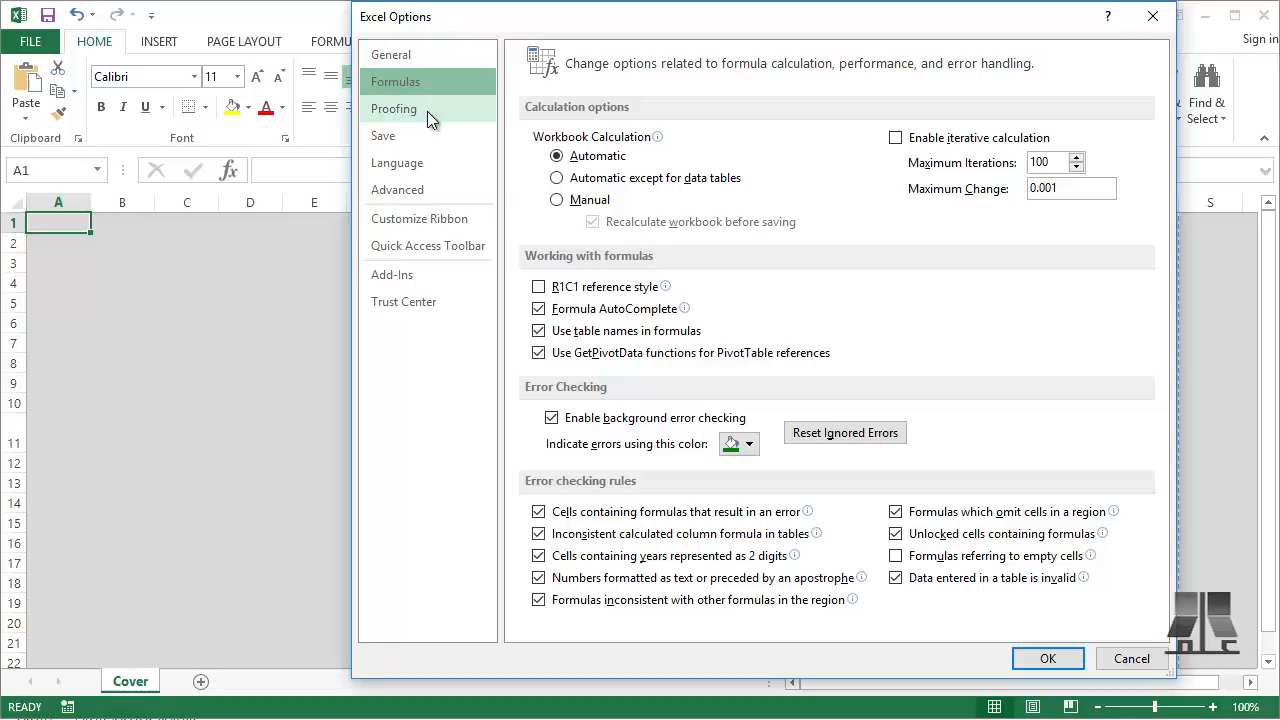 Excel Options
?
Sign in
FILE HOME INSERT PAGE LAYOUT FORMU
Paste
Calibri 11
B I U A
Clipboard
Font
Find &
Select
A1
fx
A B C D E S
1
2
3
4
5
6
7
8
9
10
11
12
13
14
15
16
17
18
19
20
21
22
General
Formulas
Proofing
Save
Language
Advanced
Customize Ribbon
Quick Access Toolbar
Add-Ins
Trust Center
Change options related to formula calculation, performance, and error handling.
Calculation options
Workbook Calculation
Automatic
Automatic except for data tables
Manual
Recalculate workbook before saving
Enable iterative calculation
Maximum Iterations: 100
Maximum Change: 0.001
Working with formulas
R1C1 reference style
Formula AutoComplete
Use table names in formulas
Use GetPivotData functions for PivotTable references
Error Checking
Enable background error checking
Indicate errors using this color:
Reset Ignored Errors
Error checking rules
Cells containing formulas that result in an error
Inconsistent calculated column formula in tables
Cells containing years represented as 2 digits
Numbers formatted as text or preceded by an apostrophe
Formulas inconsistent with other formulas in the region
Formulas which omit cells in a region
Unlocked cells containing formulas
Formulas referring to empty cells
Data entered in a table is invalid
OK
Cancel
Cover
READY
100%